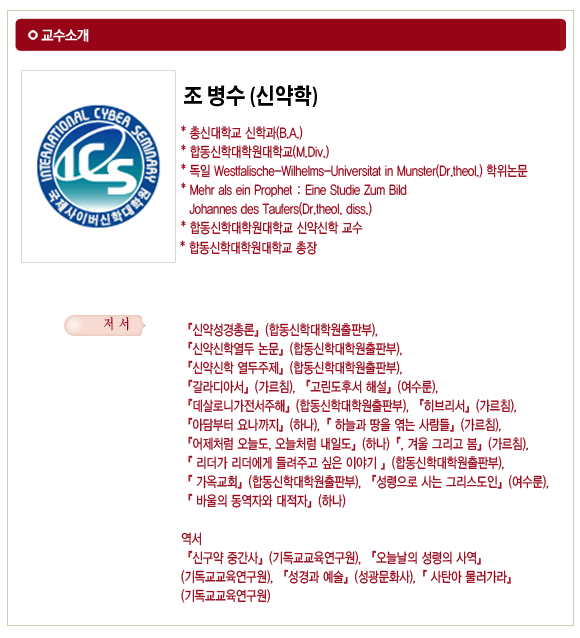 교수소개
INTERNATIONAL CYBER SEMINARY
ICS
국제사이버신학대학원
조 병수 (신약학)
* 총신대학교 신학과(B.A.)
* 합동신학대학원대학교(M.Div.)
* 독일 Westfalische-Wilhelms-Universitat in Munster(Dr.theol.) 학위논문
* Mehr als ein Prophet : Eine Studie Zum Bild
Johannes des Taufers(Dr.theol. diss.)
* 합동신학대학원대학교 신약신학 교수
* 합동신학대학원대학교 총장
저 서
『신약성경총론』(합동신학대학원출판부),
『신약신학열두 논문』(합동신학대학원출판부),
『신약신학 열두주제』(합동신학대학원출판부),
『갈라디아서』(가르침), 『고린도후서 해설』(여수룬),
『데살로니가전서주해』(합동신학대학원출판부), 『히브리서』(가르침),
『아담부터 요나까지』(하나),『 하늘과 땅을 엮는 사람들』(가르침),
『어제처럼 오늘도, 오늘처럼 내일도』(하나)『, 겨울 그리고 봄』(가르침),
『 리더가 리더에게 들려주고 싶은 이야기 』(합동신학대학원출판부),
『 가옥교회』(합동신학대학원출판부), 『성령으로 사는 그리스도인』(여수룬),
『 바울의 동역자와 대적자』(하나)
역서
『신구약 중간사』(기독교교육연구원), 『오늘날의 성령의 사역』
(기독교교육연구원), 『성경과 예술』(성광문화사),『 사탄아 물러가라』
(기독교교육연구원)